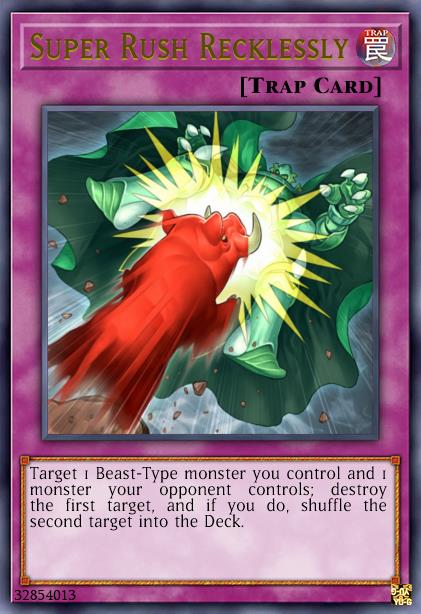 Super Rush Recklessly
TRAP
罠
[Trap Card]
Target 1 Beast-Type monster you control and 1
monster your opponent controls; destroy
the first target, and if you do, shuffle the
second target into the Deck.
32854013